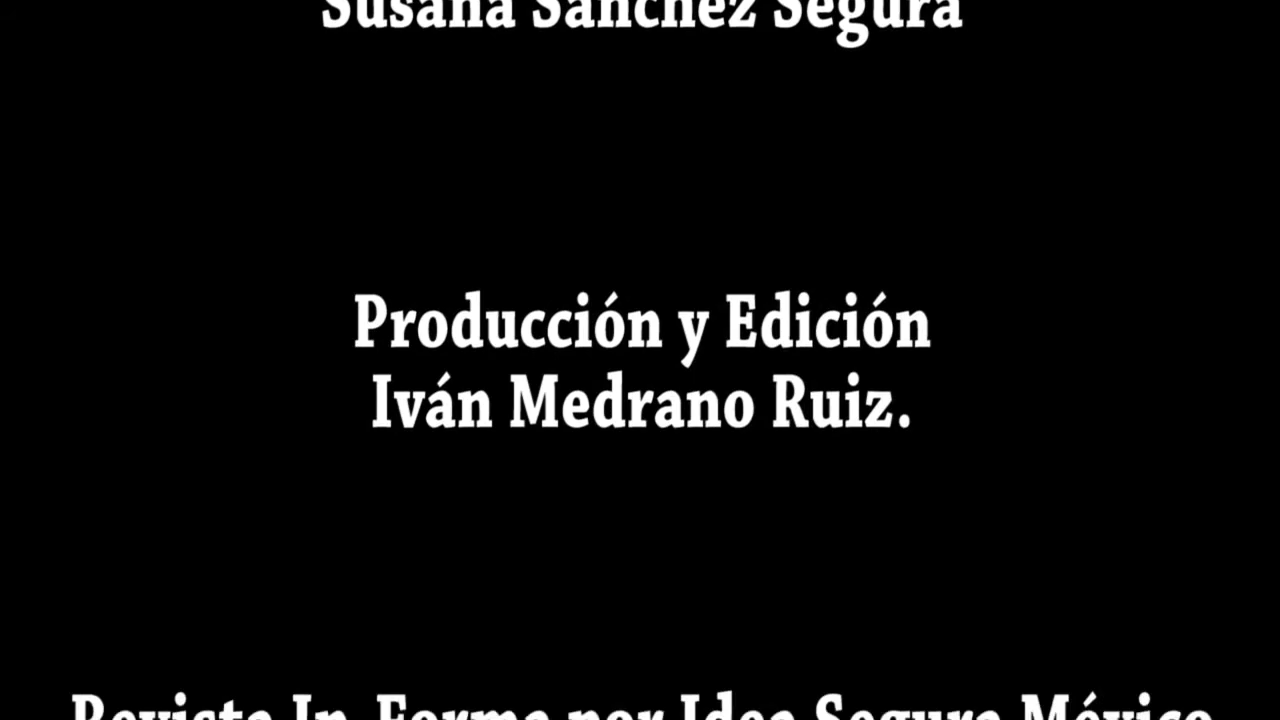 Susana Sánchez Segura
Producción y Edición
Iván Medrano Ruiz.
Revista In-Forma por Idea Segura México